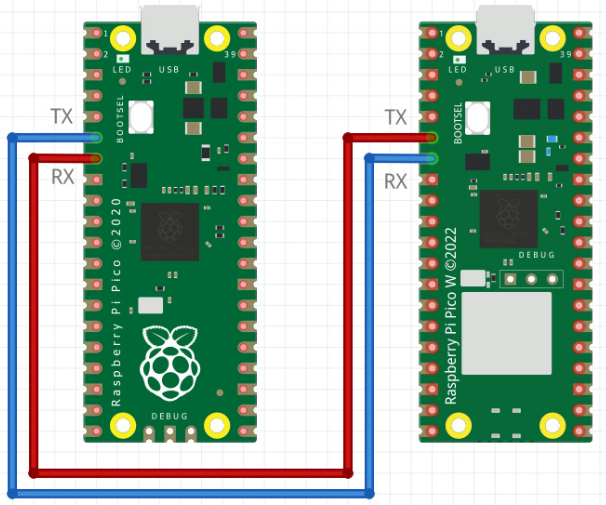 1
2
39
LED
USB
BOOTSEL
TX
RX
Raspberry Pi Pico ©2020
DEBUG
1
2
39
LED
USB
BOOTSEL
TX
RX
DEBUG
Raspberry Pi Pico W ©2022